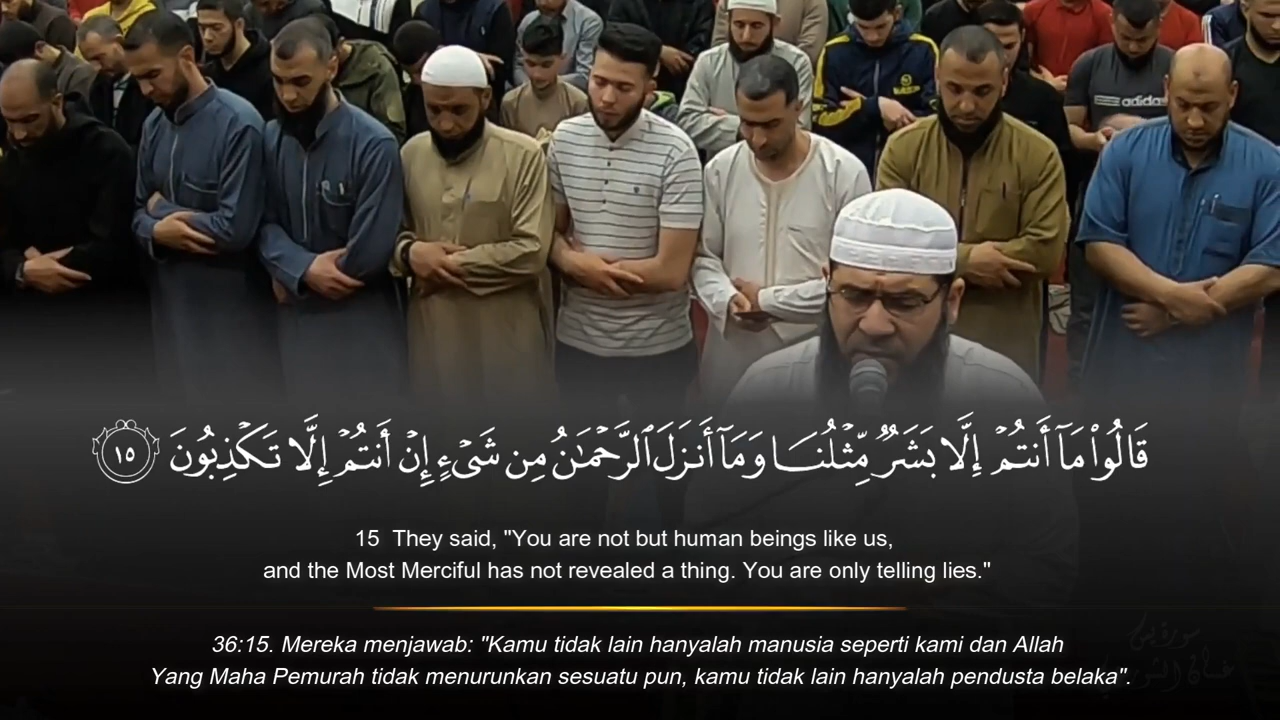 adidas
قَالُوا۟ مَآ أَنتُمْ إِلَّا بَشَرٌ مِّثْلُنَا وَمَآ أَنزَلَ ٱلرَّحْمَـٰنُ مِن شَىْءٍ إِنْ أَنتُمْ إِلَّا تَكْذِبُونَ ١٥
15 They said, "You are not but human beings like us,
and the Most Merciful has not revealed a thing. You are only telling lies."
36:15. Mereka menjawab: "Kamu tidak lain hanyalah manusia seperti kami dan Allah
Yang Maha Pemurah tidak menurunkan sesuatu pun, kamu tidak lain hanyalah pendusta belaka".